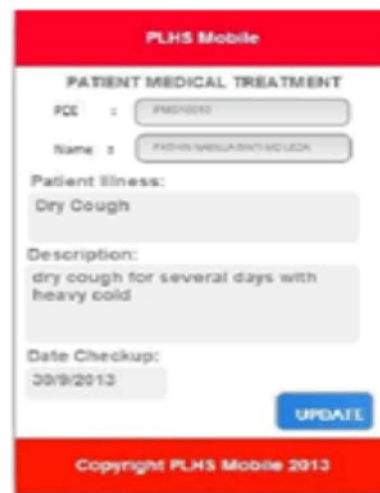 PLHS Mobile
PATIENT MEDICAL TREATMENT
:
Name :
Patient Illness:
Dry Cough
Description:
dry cough for several days with
heavy cold
Date Checkup:
30/9/2013
UPDATE
Copyright PLHS Mobile 2013